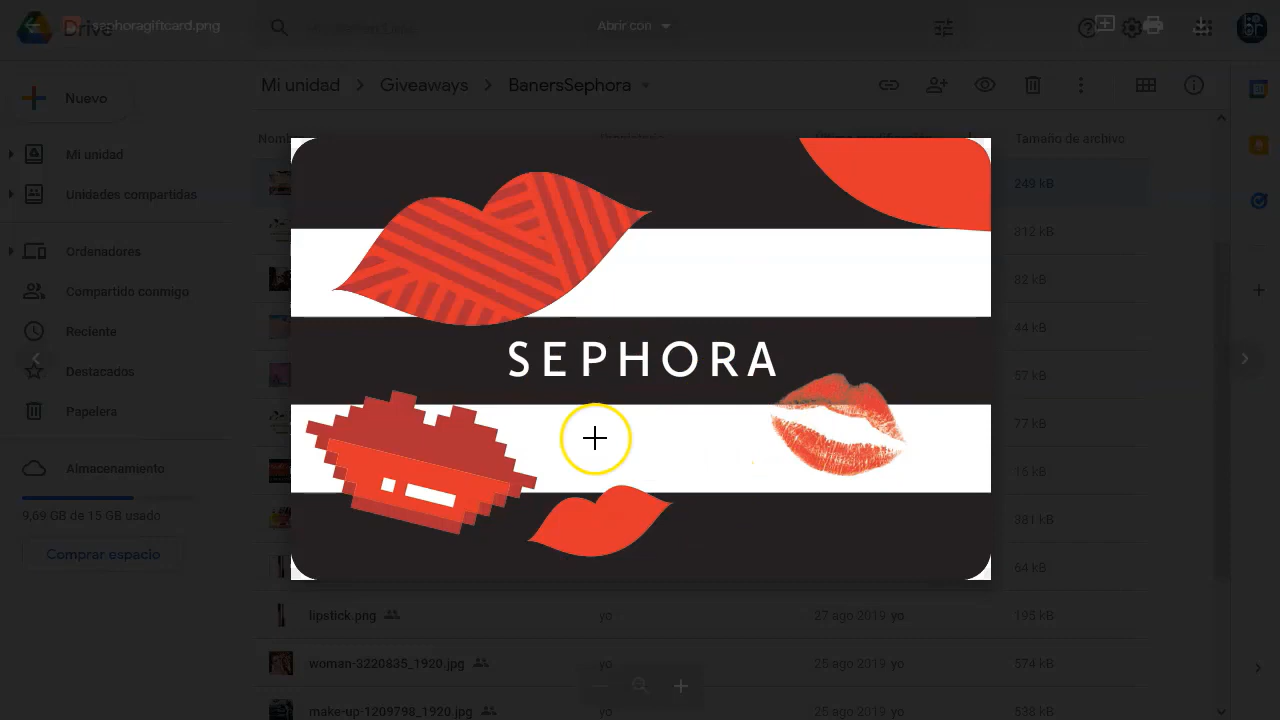 sephoragiftcard.png
Abrir con
Drive
Nuevo
Mi unidad
Unidades compartidas
Ordenadores
Compartido conmigo
Reciente
Destacados
Papelera
Almacenamiento
9,69 GB de 15 GB usado
Comprar espacio
Mi unidad > Giveaways > BanersSephora
Tamaño de archivo
249 kB
812 kB
82 kB
44 kB
57 kB
77 kB
381 kB
64 kB
SEPHORA
lipstick.png yo 27 ago 2019 yo 195 kB
woman-3220835_1920.jpg yo 25 ago 2019 yo 574 kB
make-up-1209798_1920.jpg yo 25 ago 2019 yo 538 kB